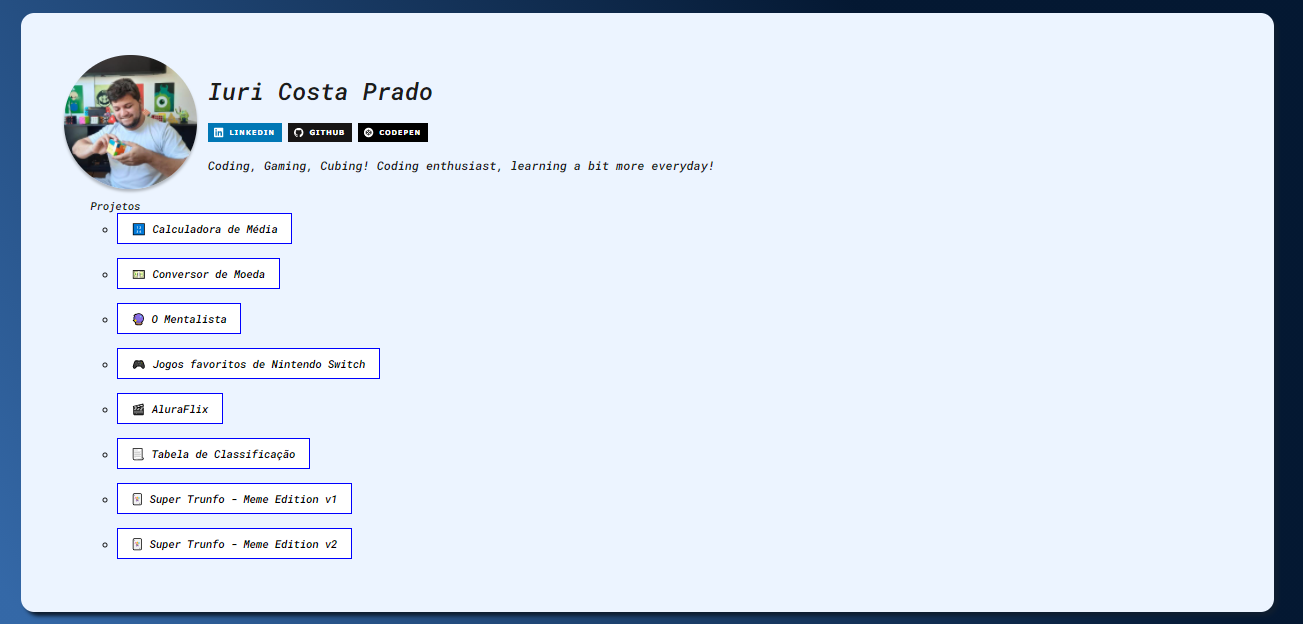 Iuri Costa Prado
LINKEDIN GITHUB CODEPEN
Coding, Gaming, Cubing! Coding enthusiast, learning a bit more everyday!
Projetos
Calculadora de Média
Conversor de Moeda
O Mentalista
Jogos favoritos de Nintendo Switch
AluraFlix
Tabela de Classificação
Super Trunfo - Meme Edition v1
Super Trunfo - Meme Edition v2